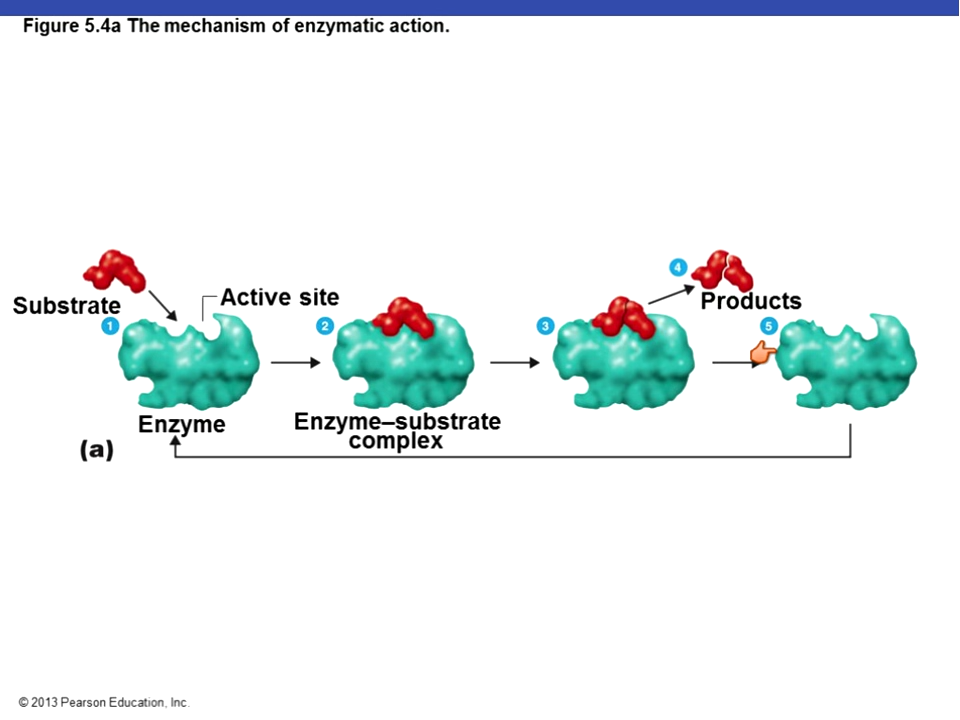 Figure 5.4a The mechanism of enzymatic action.
4
Substrate
Active site
Products
1
2
3
5
Enzyme
Enzyme–substrate
complex
(a)
© 2013 Pearson Education, Inc.